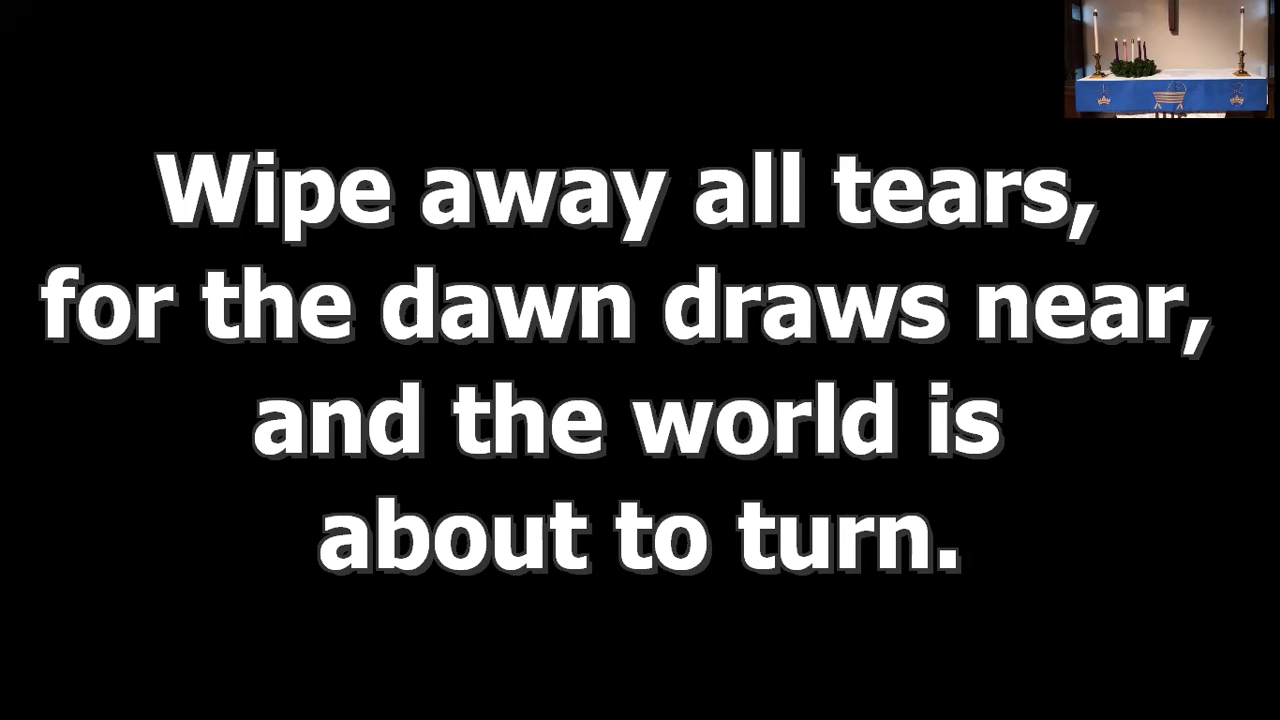 Wipe away all tears,
for the dawn draws near,
and the world is
about to turn.